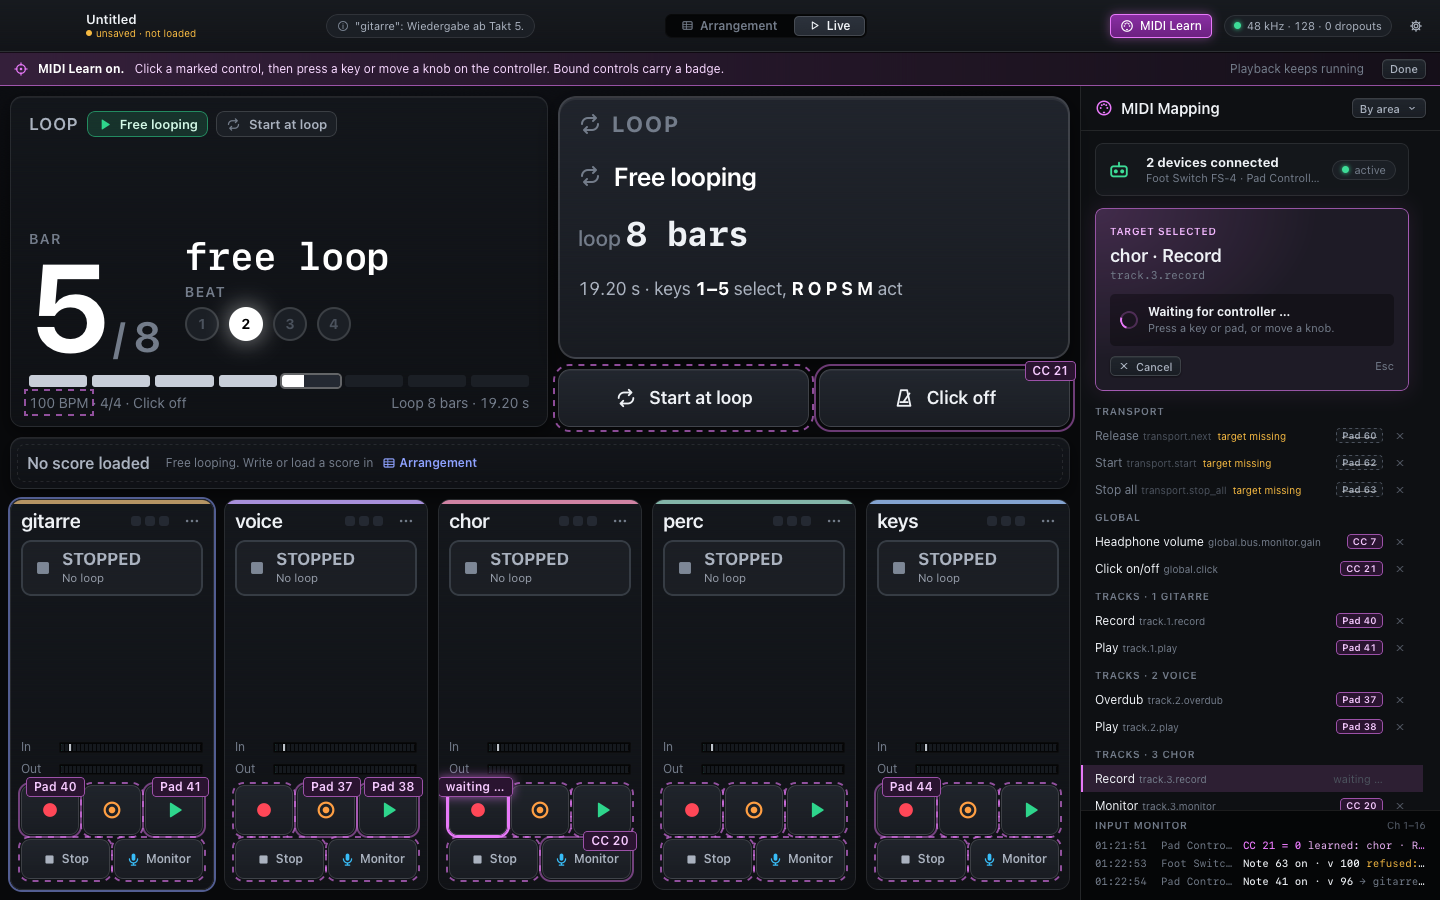 Untitled
unsaved · not loaded
"gitarre": Wiedergabe ab Takt 5.
Arrangement
Live
MIDI Learn
48 kHz · 128 · 0 dropouts
MIDI Learn on. Click a marked control, then press a key or move a knob on the controller. Bound controls carry a badge.
Playback keeps running
Done
LOOP
Free looping
Start at loop
BAR
5 / 8
free loop
BEAT
1 2 3 4
100 BPM · 4/4 · Click off
Loop 8 bars · 19.20 s
LOOP
Free looping
loop 8 bars
19.20 s · keys 1–5 select, R O P S M act
Start at loop
CC 21
Click off
No score loaded
Free looping. Write or load a score in Arrangement
gitarre ···
STOPPED
No loop
In
Out
Pad 40
Pad 41
Stop
Monitor
voice ···
STOPPED
No loop
In
Out
Pad 37
Pad 38
Stop
Monitor
chor ···
STOPPED
No loop
In
Out
waiting ...
CC 20
Stop
Monitor
perc ···
STOPPED
No loop
In
Out
Stop
Monitor
keys ···
STOPPED
No loop
In
Out
Pad 44
Stop
Monitor
MIDI Mapping
By area
2 devices connected
Foot Switch FS-4 · Pad Controll...
active
TARGET SELECTED
chor · Record
track.3.record
Waiting for controller ...
Press a key or pad, or move a knob.
Cancel
Esc
TRANSPORT
Release transport.next target missing Pad 60 ×
Start transport.start target missing Pad 62 ×
Stop all transport.stop_all target missing Pad 63 ×
GLOBAL
Headphone volume global.bus.monitor.gain CC 7 ×
Click on/off global.click CC 21 ×
TRACKS · 1 GITARRE
Record track.1.record Pad 40 ×
Play track.1.play Pad 41 ×
TRACKS · 2 VOICE
Overdub track.2.overdub Pad 37 ×
Play track.2.play Pad 38 ×
TRACKS · 3 CHOR
Record track.3.record waiting ...
Monitor track.3.monitor CC 20 ×
INPUT MONITOR
Ch 1–16
01:21:51 Pad Contro… CC 21 = 0 learned: chor · R…
01:22:53 Foot Switc… Note 63 on · v 100 refused:…
01:22:54 Pad Contro… Note 41 on · v 96 → gitarre…